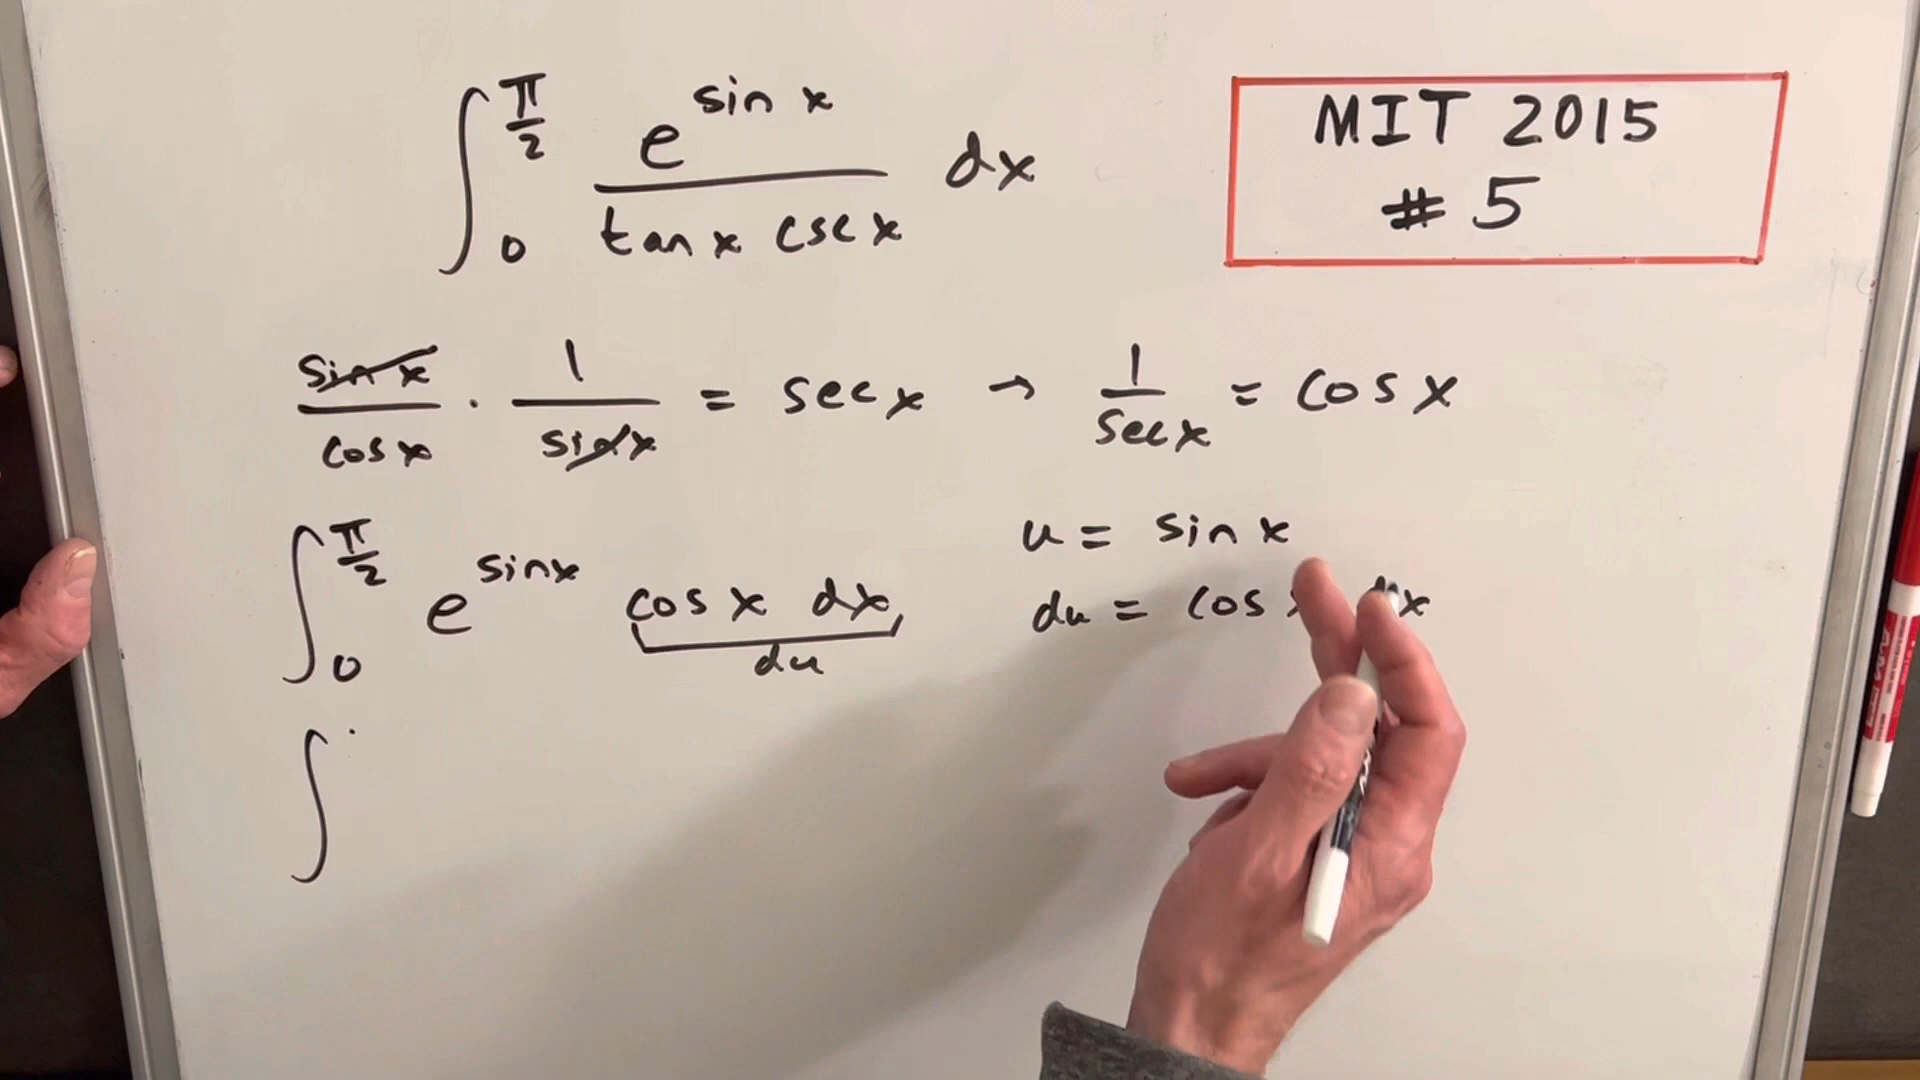 ∫₀^{π/2} e^{sin x} / (tan x csc x) dx
MIT 2015
# 5
sin x / cos x · 1 / sin x = sec x → 1 / sec x = cos x
∫₀^{π/2} e^{sin x} cos x dx
du
u = sin x
du = cos x dx
∫